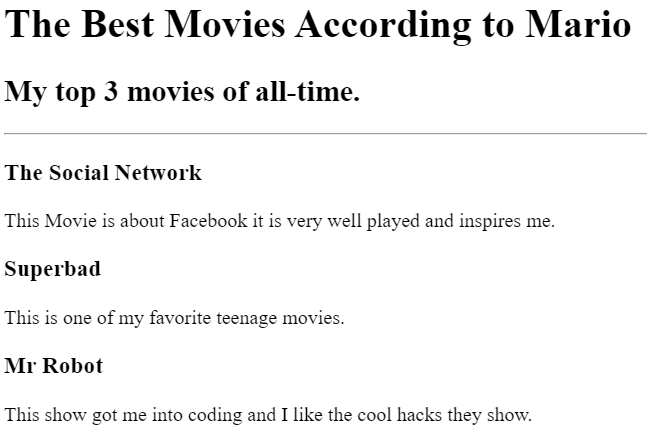 The Best Movies According to Mario
My top 3 movies of all-time.
The Social Network
This Movie is about Facebook it is very well played and inspires me.
Superbad
This is one of my favorite teenage movies.
Mr Robot
This show got me into coding and I like the cool hacks they show.